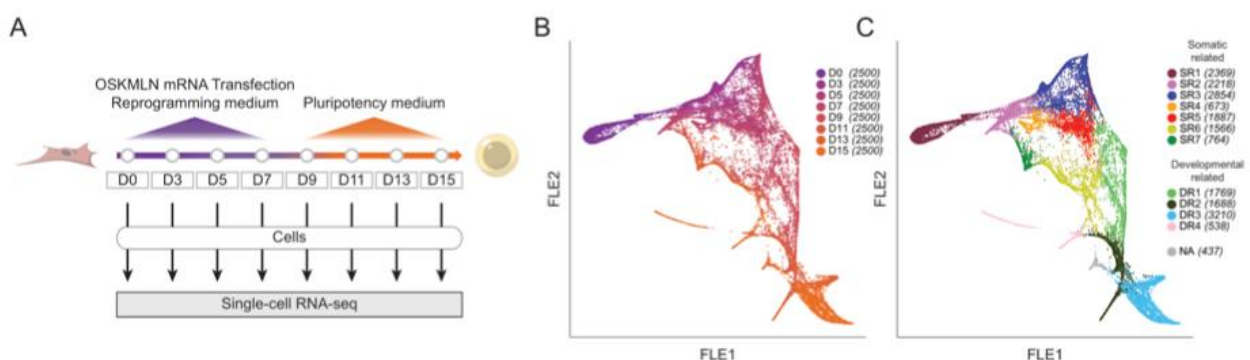 A
OSKMLN mRNA Transfection
Reprogramming medium
Pluripotency medium
D0 D3 D5 D7 D9 D11 D13 D15
Cells
Single-cell RNA-seq
B
D0 (2500)
D3 (2500)
D5 (2500)
D7 (2500)
D9 (2500)
D11 (2500)
D13 (2500)
D15 (2500)
FLE2
FLE1
C
Somatic
related
SR1 (2369)
SR2 (2218)
SR3 (2854)
SR4 (673)
SR5 (1887)
SR6 (1566)
SR7 (764)
Developmental
related
DR1 (1769)
DR2 (1688)
DR3 (3210)
DR4 (538)
NA (437)
FLE2
FLE1